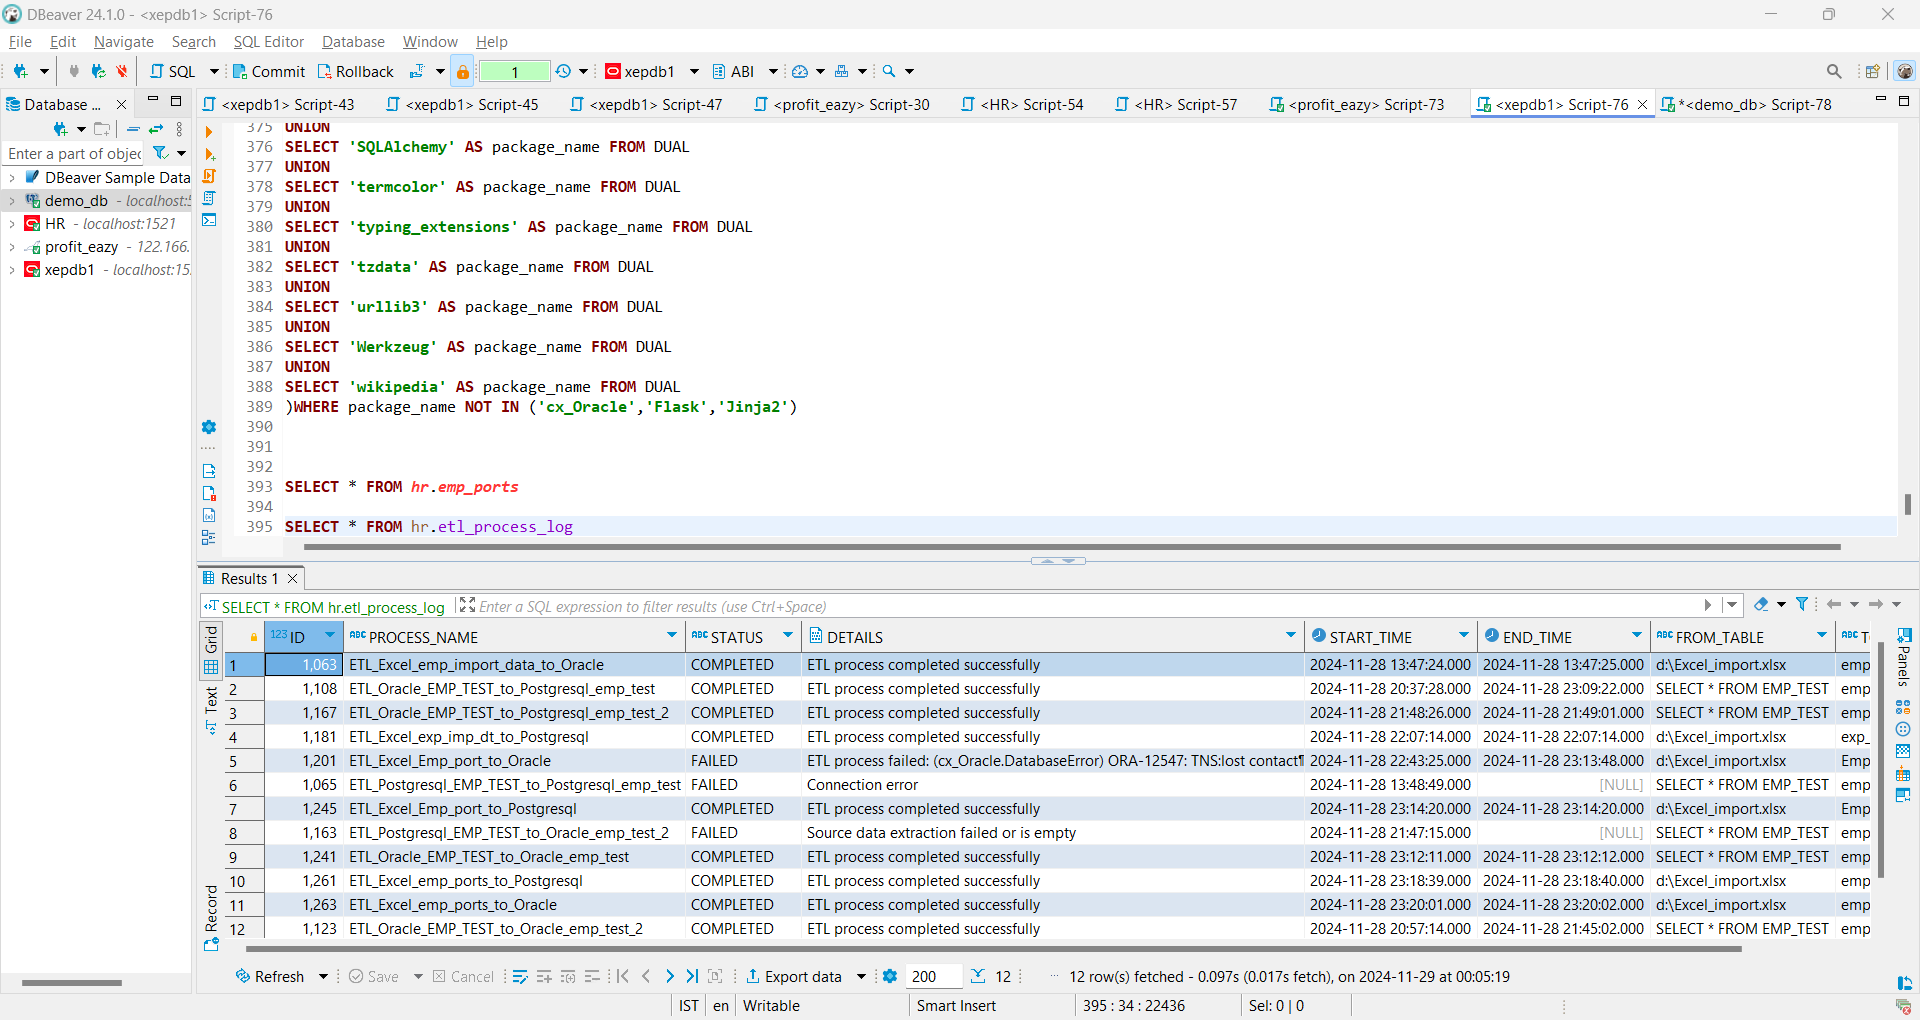 DBeaver 24.1.0 - <xepdb1> Script-76
File Edit Navigate Search SQL Editor Database Window Help
SQL Commit Rollback 1 xepdb1 ABI
Database ...
<xepdb1> Script-43 <xepdb1> Script-45 <xepdb1> Script-47 <profit_eazy> Script-30 <HR> Script-54 <HR> Script-57 <profit_eazy> Script-73 <xepdb1> Script-76 *<demo_db> Script-78
Enter a part of objec
DBeaver Sample Data
demo_db - localhost:5
HR - localhost:1521
profit_eazy - 122.166.
xepdb1 - localhost:15
375 UNION
376 SELECT 'SQLAlchemy' AS package_name FROM DUAL
377 UNION
378 SELECT 'termcolor' AS package_name FROM DUAL
379 UNION
380 SELECT 'typing_extensions' AS package_name FROM DUAL
381 UNION
382 SELECT 'tzdata' AS package_name FROM DUAL
383 UNION
384 SELECT 'urllib3' AS package_name FROM DUAL
385 UNION
386 SELECT 'Werkzeug' AS package_name FROM DUAL
387 UNION
388 SELECT 'wikipedia' AS package_name FROM DUAL
389 )WHERE package_name NOT IN ('cx_Oracle','Flask','Jinja2')
390
391
392
393 SELECT * FROM hr.emp_ports
394
395 SELECT * FROM hr.etl_process_log
Results 1
SELECT * FROM hr.etl_process_log Enter a SQL expression to filter results (use Ctrl+Space)
Grid
Text
Record
Panels
123 ID ABC PROCESS_NAME ABC STATUS DETAILS START_TIME END_TIME ABC FROM_TABLE ABC T
1 1,063 ETL_Excel_emp_import_data_to_Oracle COMPLETED ETL process completed successfully 2024-11-28 13:47:24.000 2024-11-28 13:47:25.000 d:\Excel_import.xlsx emp
2 1,108 ETL_Oracle_EMP_TEST_to_Postgresql_emp_test COMPLETED ETL process completed successfully 2024-11-28 20:37:28.000 2024-11-28 23:09:22.000 SELECT * FROM EMP_TEST emp
3 1,167 ETL_Oracle_EMP_TEST_to_Postgresql_emp_test_2 COMPLETED ETL process completed successfully 2024-11-28 21:48:26.000 2024-11-28 21:49:01.000 SELECT * FROM EMP_TEST emp
4 1,181 ETL_Excel_exp_imp_dt_to_Postgresql COMPLETED ETL process completed successfully 2024-11-28 22:07:14.000 2024-11-28 22:07:14.000 d:\Excel_import.xlsx exp_
5 1,201 ETL_Excel_Emp_port_to_Oracle FAILED ETL process failed: (cx_Oracle.DatabaseError) ORA-12547: TNS:lost contact¶ 2024-11-28 22:43:25.000 2024-11-28 23:13:48.000 d:\Excel_import.xlsx Emp
6 1,065 ETL_Postgresql_EMP_TEST_to_Postgresql_emp_test FAILED Connection error 2024-11-28 13:48:49.000 [NULL] SELECT * FROM EMP_TEST emp
7 1,245 ETL_Excel_Emp_port_to_Postgresql COMPLETED ETL process completed successfully 2024-11-28 23:14:20.000 2024-11-28 23:14:20.000 d:\Excel_import.xlsx Emp
8 1,163 ETL_Postgresql_EMP_TEST_to_Oracle_emp_test_2 FAILED Source data extraction failed or is empty 2024-11-28 21:47:15.000 [NULL] SELECT * FROM EMP_TEST emp
9 1,241 ETL_Oracle_EMP_TEST_to_Oracle_emp_test COMPLETED ETL process completed successfully 2024-11-28 23:12:11.000 2024-11-28 23:12:12.000 SELECT * FROM EMP_TEST emp
10 1,261 ETL_Excel_emp_ports_to_Postgresql COMPLETED ETL process completed successfully 2024-11-28 23:18:39.000 2024-11-28 23:18:40.000 d:\Excel_import.xlsx emp
11 1,263 ETL_Excel_emp_ports_to_Oracle COMPLETED ETL process completed successfully 2024-11-28 23:20:01.000 2024-11-28 23:20:02.000 d:\Excel_import.xlsx emp
12 1,123 ETL_Oracle_EMP_TEST_to_Oracle_emp_test_2 COMPLETED ETL process completed successfully 2024-11-28 20:57:14.000 2024-11-28 21:45:02.000 SELECT * FROM EMP_TEST emp
Refresh Save Cancel Export data 200 12 12 row(s) fetched - 0.097s (0.017s fetch), on 2024-11-29 at 00:05:19
IST en Writable Smart Insert 395 : 34 : 22436 Sel: 0 | 0